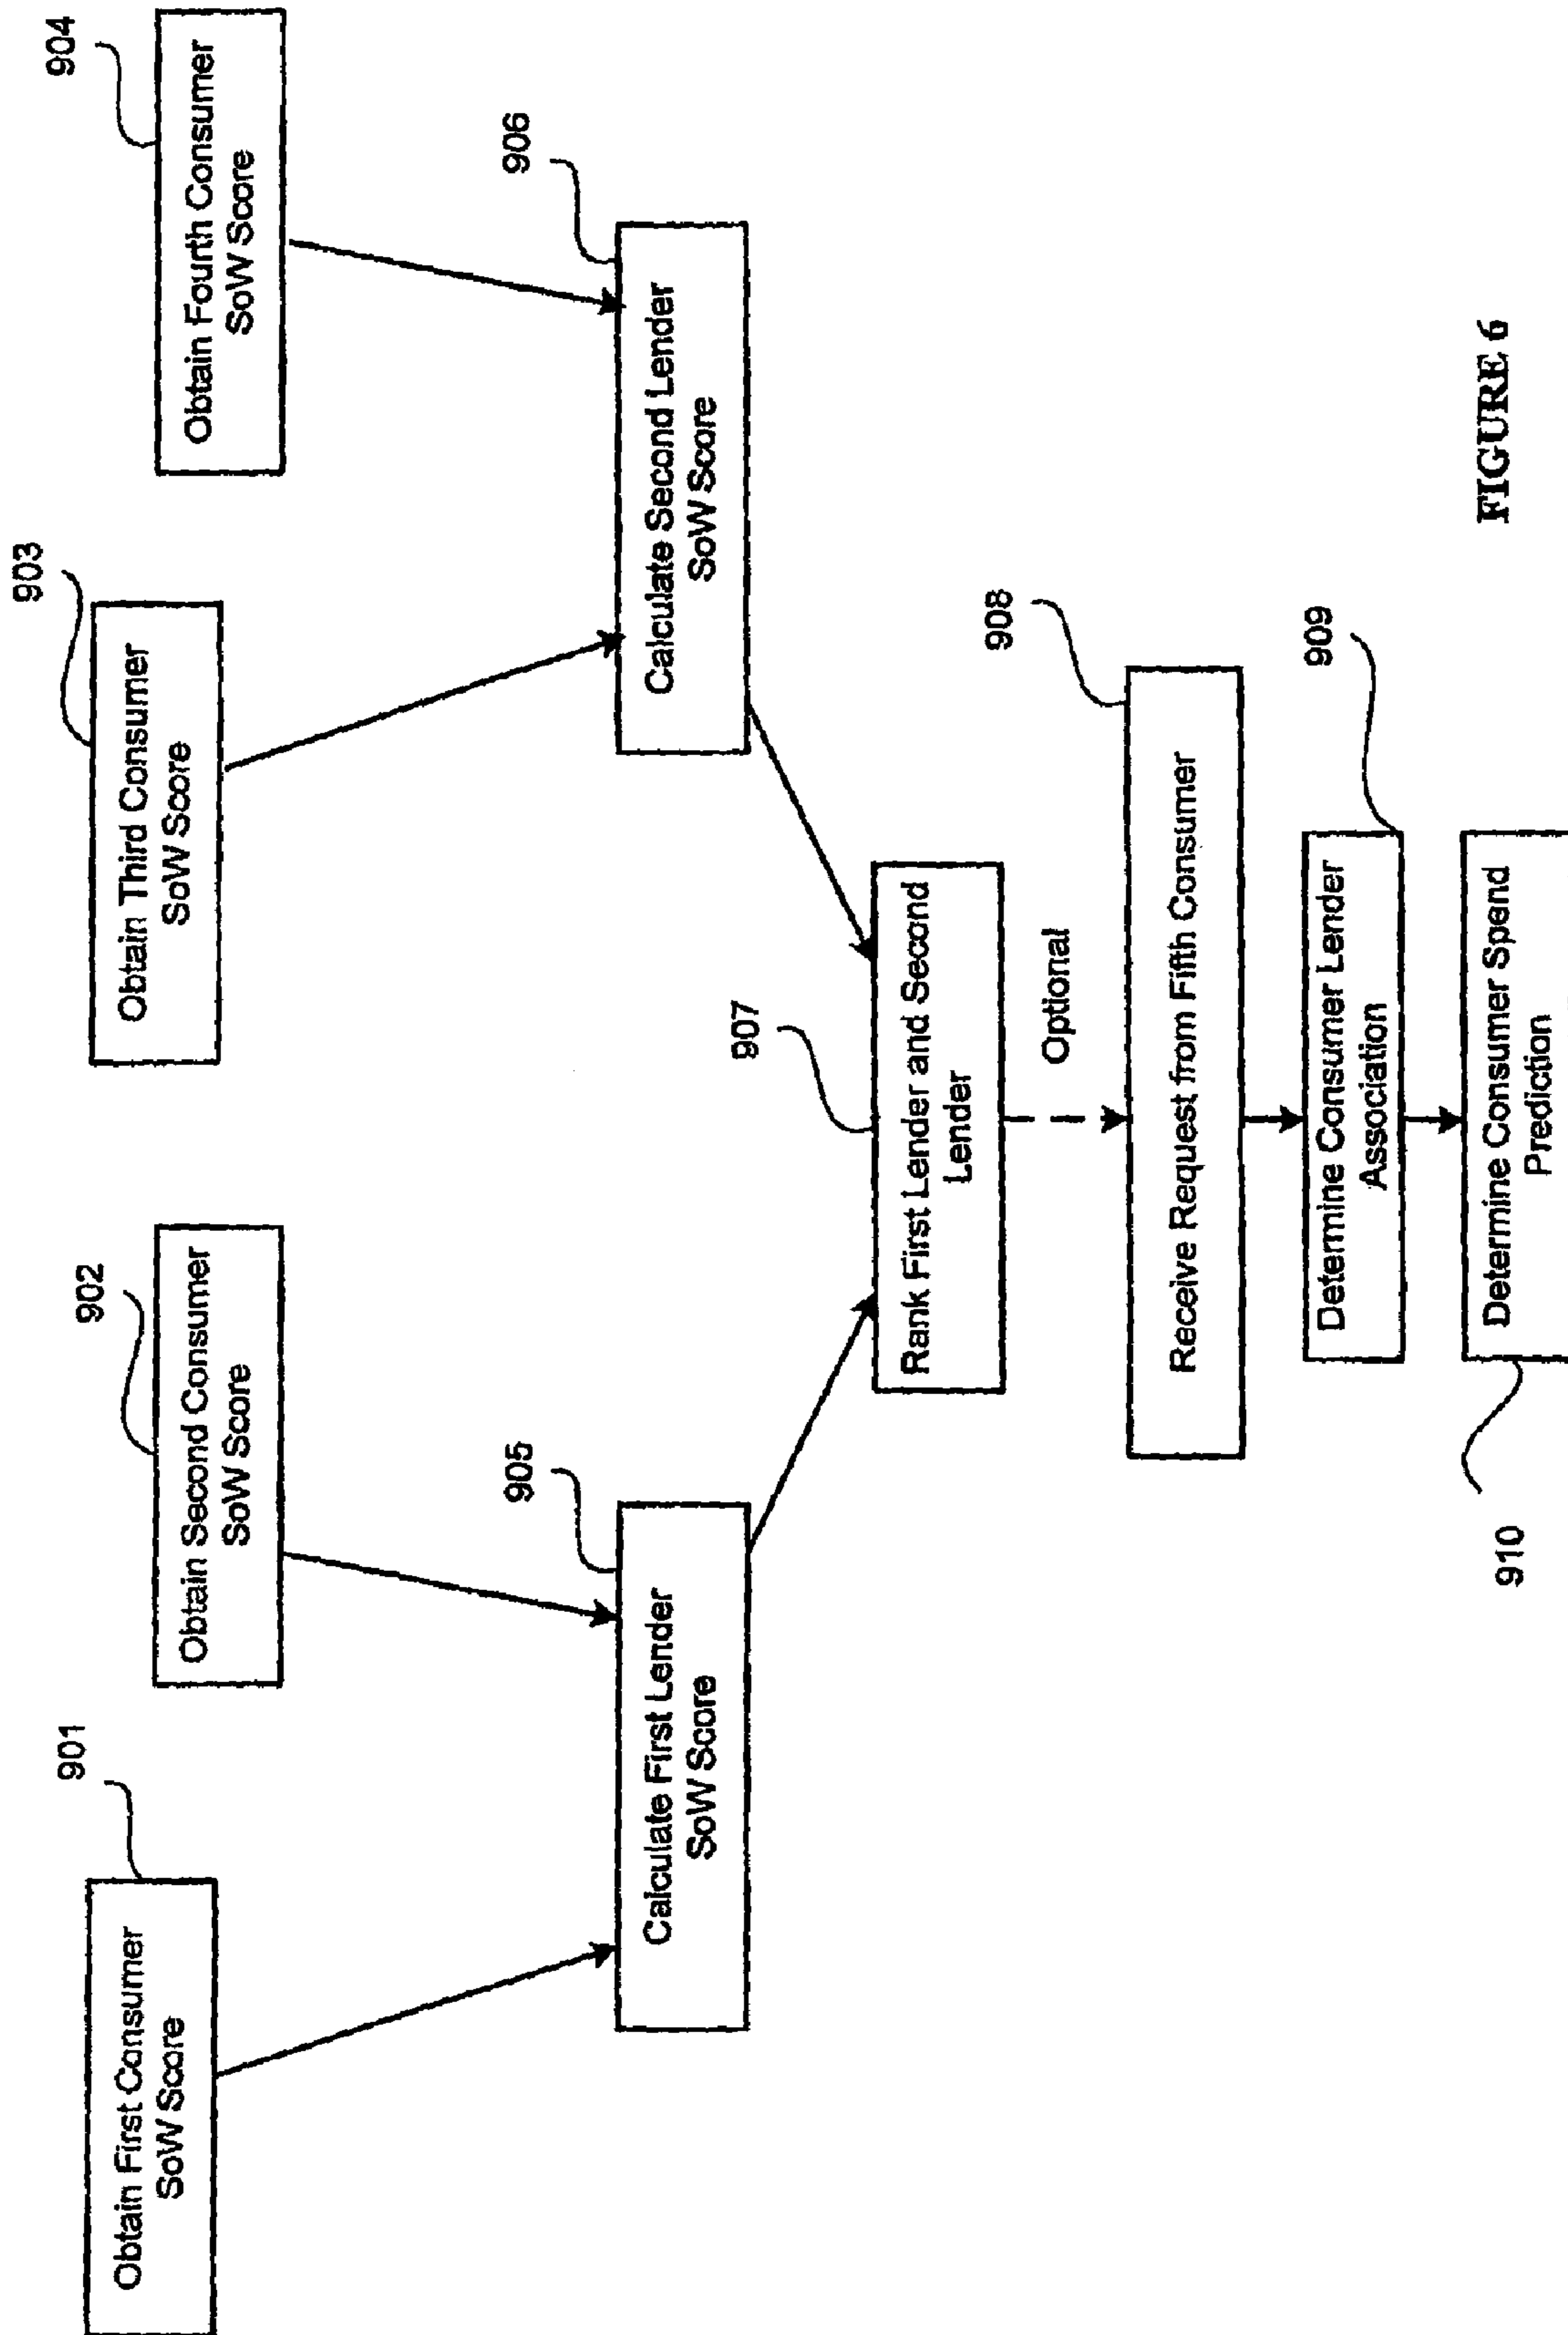 901
Obtain First Consumer
SoW Score
902
Obtain Second Consumer
SoW Score
903
Obtain Third Consumer
SoW Score
904
Obtain Fourth Consumer
SoW Score
905
Calculate First Lender
SoW Score
906
Calculate Second Lender
SoW Score
907
Rank First Lender and Second
Lender
Optional
908
Receive Request from Fifth Consumer
909
Determine Consumer Lender
Association
910
Determine Consumer Spend
Prediction
FIGURE 6